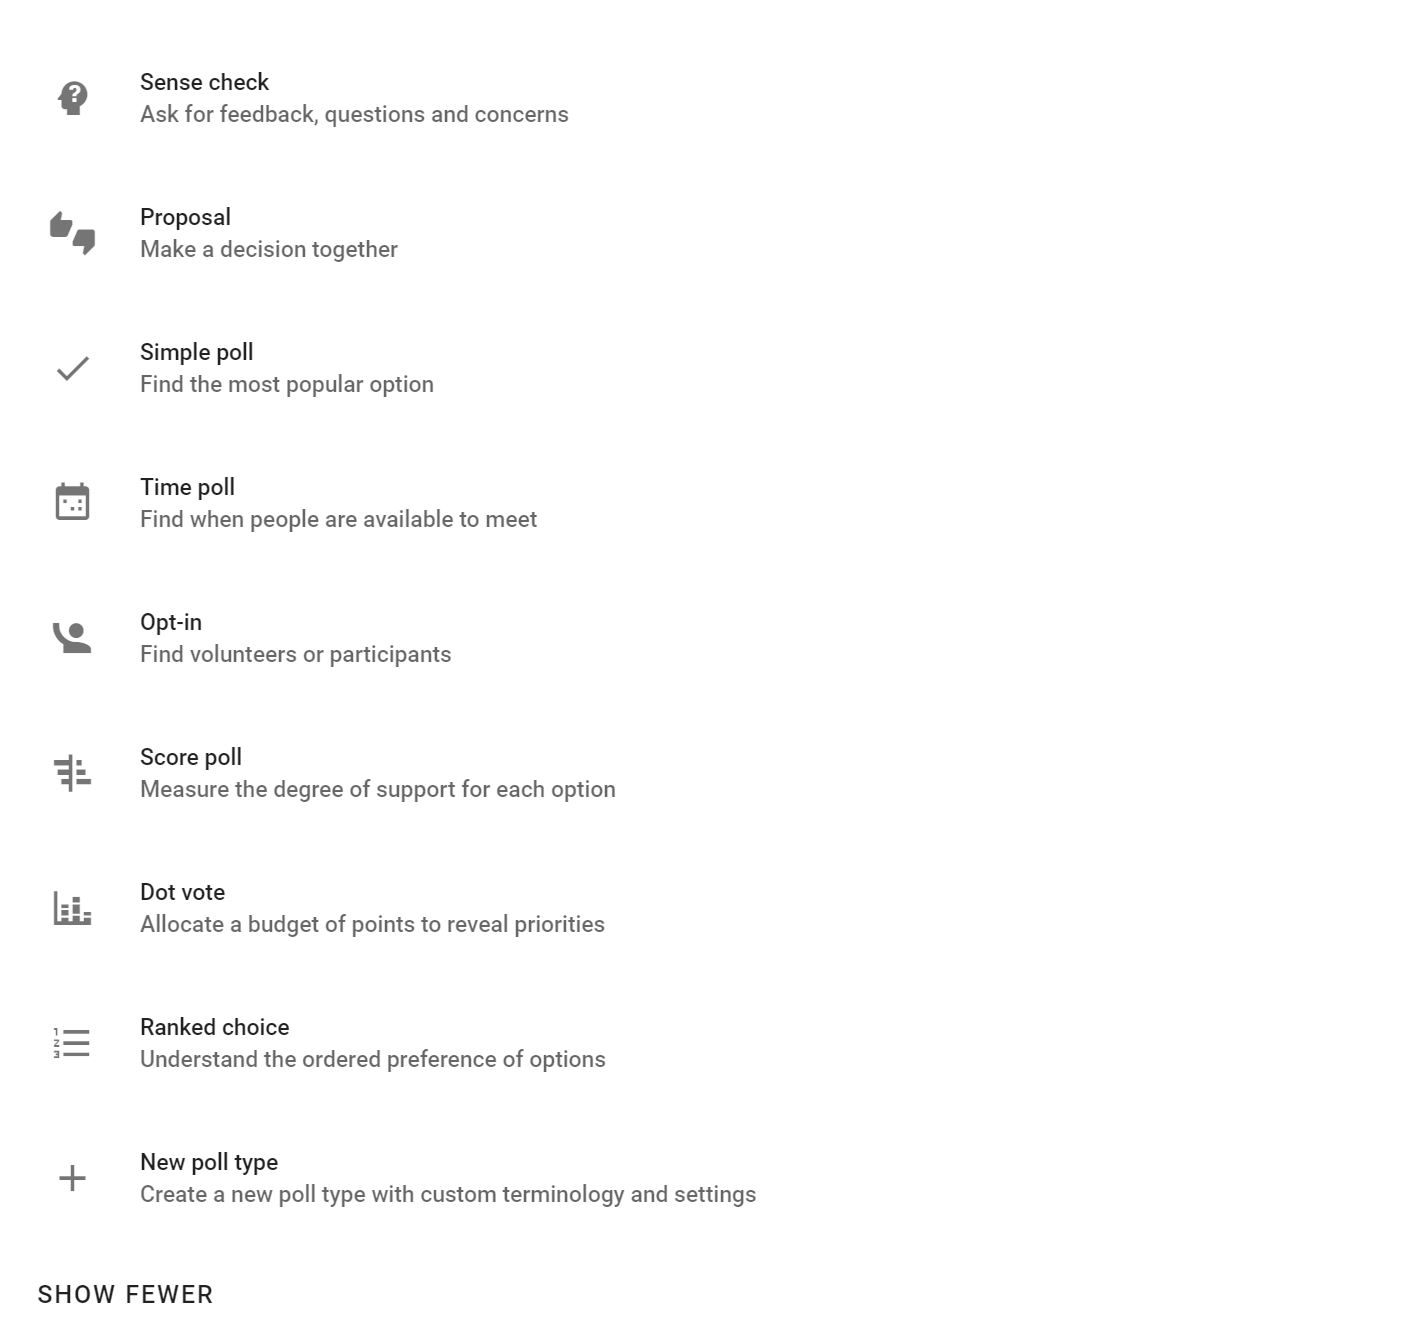 Sense check
Ask for feedback, questions and concerns
Proposal
Make a decision together
Simple poll
Find the most popular option
Time poll
Find when people are available to meet
Opt-in
Find volunteers or participants
Score poll
Measure the degree of support for each option
Dot vote
Allocate a budget of points to reveal priorities
Ranked choice
Understand the ordered preference of options
New poll type
Create a new poll type with custom terminology and settings
SHOW FEWER